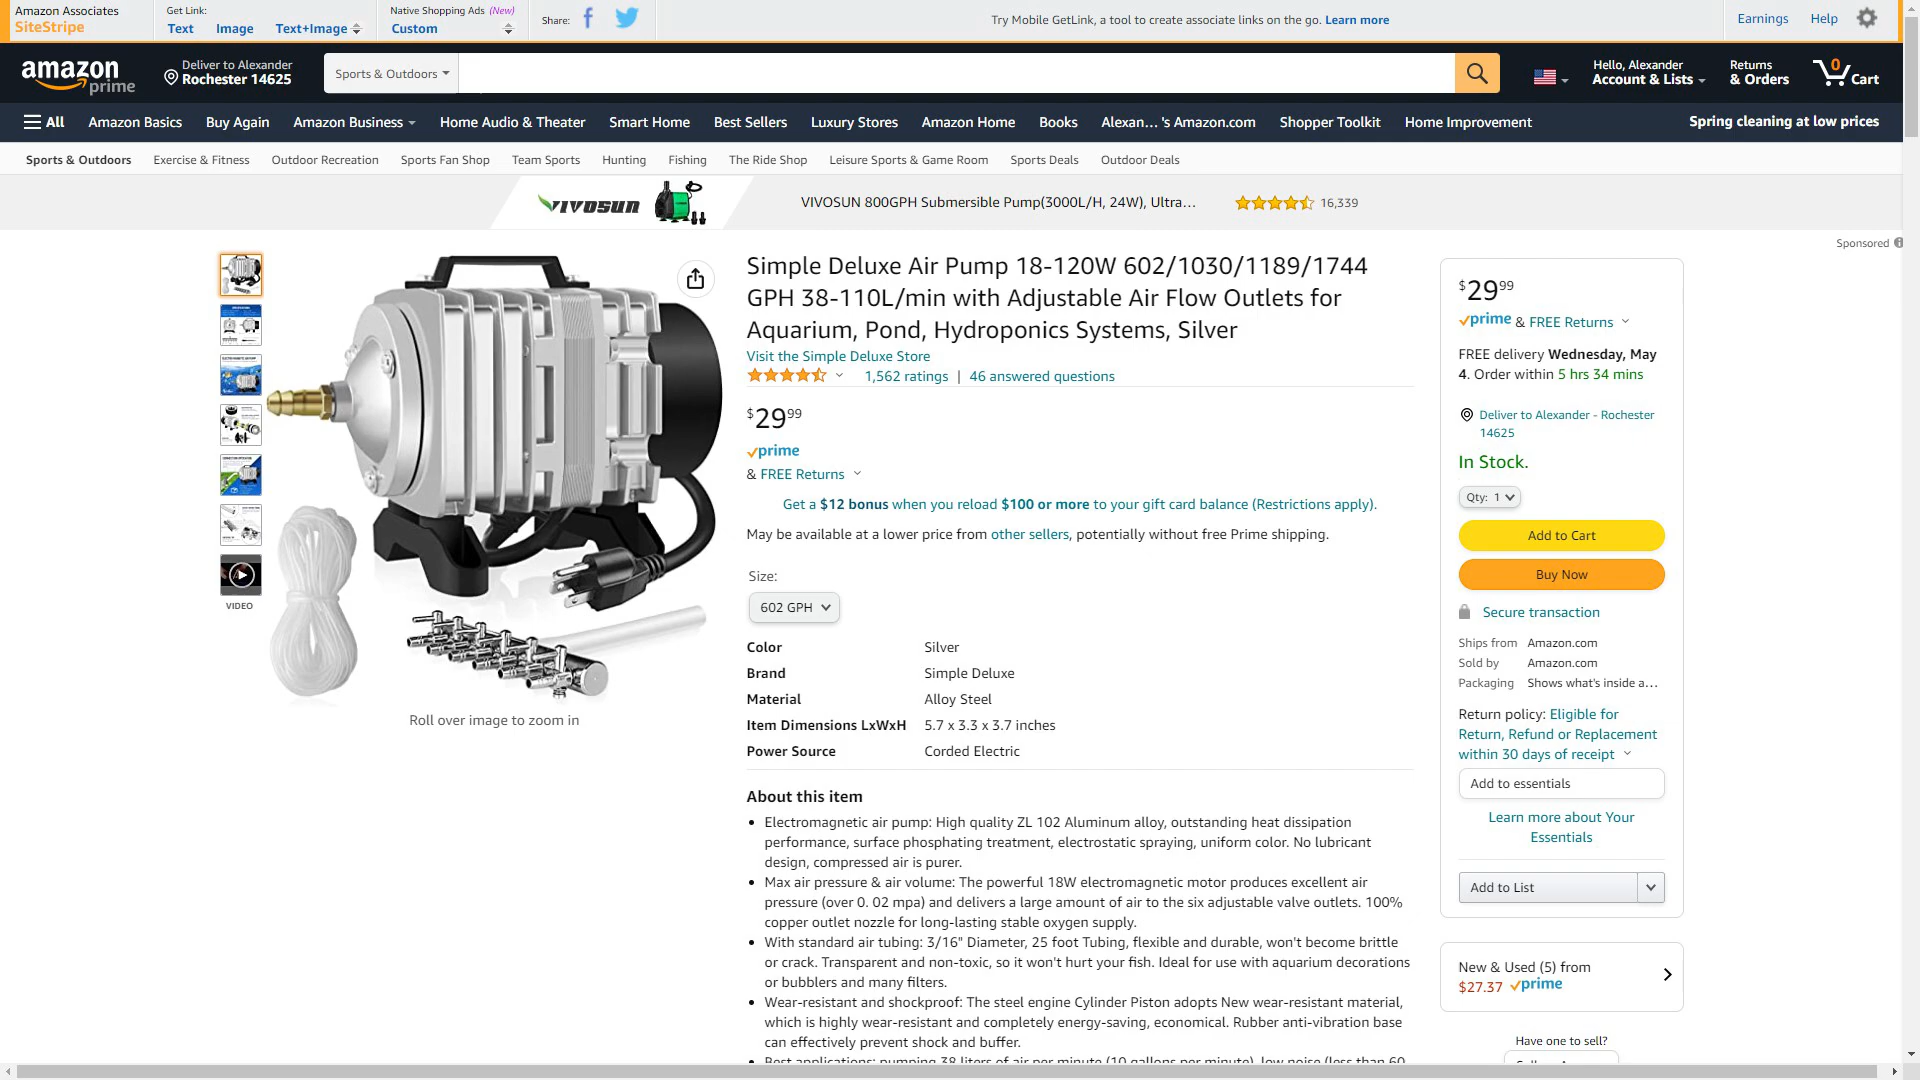 Amazon Associates
SiteStripe
Get Link:
Text Image Text+Image
Native Shopping Ads (New)
Custom
Share:
Try Mobile GetLink, a tool to create associate links on the go. Learn more
Earnings Help
amazon
prime
Deliver to Alexander
Rochester 14625
Sports & Outdoors
Hello, Alexander
Account & Lists
Returns
& Orders
0
Cart
All Amazon Basics Buy Again Amazon Business Home Audio & Theater Smart Home Best Sellers Luxury Stores Amazon Home Books Alexan... 's Amazon.com Shopper Toolkit Home Improvement
Spring cleaning at low prices
Sports & Outdoors Exercise & Fitness Outdoor Recreation Sports Fan Shop Team Sports Hunting Fishing The Ride Shop Leisure Sports & Game Room Sports Deals Outdoor Deals
VIVOSUN
VIVOSUN 800GPH Submersible Pump(3000L/H, 24W), Ultra...
16,339
Sponsored
VIDEO
Roll over image to zoom in
Simple Deluxe Air Pump 18-120W 602/1030/1189/1744
GPH 38-110L/min with Adjustable Air Flow Outlets for
Aquarium, Pond, Hydroponics Systems, Silver
Visit the Simple Deluxe Store
1,562 ratings | 46 answered questions
$29 99
prime
& FREE Returns
Get a $12 bonus when you reload $100 or more to your gift card balance (Restrictions apply).
May be available at a lower price from other sellers, potentially without free Prime shipping.
Size:
602 GPH
Color Silver
Brand Simple Deluxe
Material Alloy Steel
Item Dimensions LxWxH 5.7 x 3.3 x 3.7 inches
Power Source Corded Electric
About this item
• Electromagnetic air pump: High quality ZL 102 Aluminum alloy, outstanding heat dissipation
performance, surface phosphating treatment, electrostatic spraying, uniform color. No lubricant
design, compressed air is purer.
• Max air pressure & air volume: The powerful 18W electromagnetic motor produces excellent air
pressure (over 0. 02 mpa) and delivers a large amount of air to the six adjustable valve outlets. 100%
copper outlet nozzle for long-lasting stable oxygen supply.
• With standard air tubing: 3/16" Diameter, 25 foot Tubing, flexible and durable, won't become brittle
or crack. Transparent and non-toxic, so it won't hurt your fish. Ideal for use with aquarium decorations
or bubblers and many filters.
• Wear-resistant and shockproof: The steel engine Cylinder Piston adopts New wear-resistant material,
which is highly wear-resistant and completely energy-saving, economical. Rubber anti-vibration base
can effectively prevent shock and buffer.
• Best applications: pumping 38 liters of air per minute (10 gallons per minute), low noise (less than 60
$29 99
prime & FREE Returns
FREE delivery Wednesday, May
4. Order within 5 hrs 34 mins
Deliver to Alexander - Rochester
14625
In Stock.
Qty: 1
Add to Cart
Buy Now
Secure transaction
Ships from Amazon.com
Sold by Amazon.com
Packaging Shows what's inside a...
Return policy: Eligible for
Return, Refund or Replacement
within 30 days of receipt
Add to essentials
Learn more about Your
Essentials
Add to List
New & Used (5) from
$27.37 prime
Have one to sell?